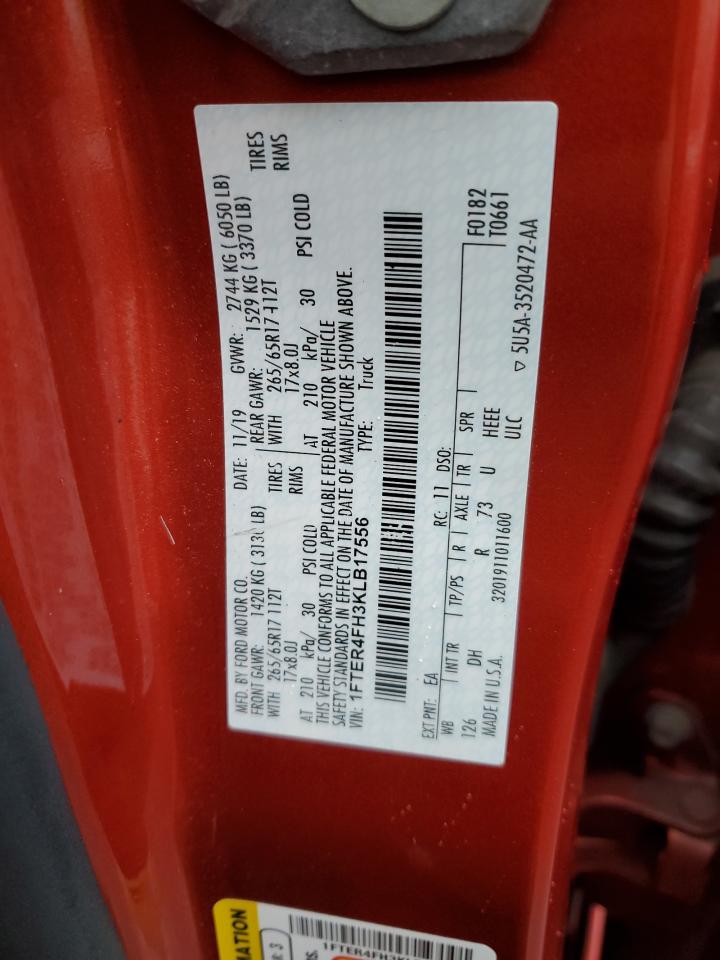 MFD. BY FORD MOTOR CO. DATE: 11/19 GVWR: 2744 KG ( 6050 LB)
FRONT GAWR: 1420 KG ( 3130 LB) REAR GAWR: 1529 KG ( 3370 LB)
WITH 265/65R17 112T TIRES WITH 265/65R17 112T TIRES
17x8.0J RIMS 17x8.0J RIMS
AT 210 kPa/ 30 PSI COLD AT 210 kPa/ 30 PSI COLD
THIS VEHICLE CONFORMS TO ALL APPLICABLE FEDERAL MOTOR VEHICLE
SAFETY STANDARDS IN EFFECT ON THE DATE OF MANUFACTURE SHOWN ABOVE.
VIN: 1FTER4FH3KLB17556 TYPE: Truck
EXT PNT: EA RC: 11 DSO:
WB INT TR TP/PS R AXLE TR SPR F0182
126 DH R 73 U HEEE T0661
MADE IN U.S.A. 3201911011600 ULC
▽ 5U5A-3520472-AA
MATION
1FTER4FH3K